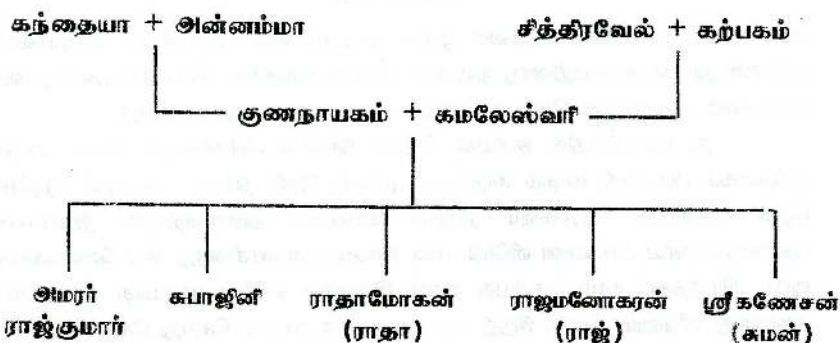 கந்தையா + அன்னம்மா சித்திரவேல் + கற்பகம்
குணநாயகம் + கமலேஸ்வரி
அமரர் சுபாஜினி ராதாமோகன் ராஜமனோகரன் ஸ்ரீகணேசன்
ராஜ்குமார் (ராதா) (ராஜ்) (சுமன்)